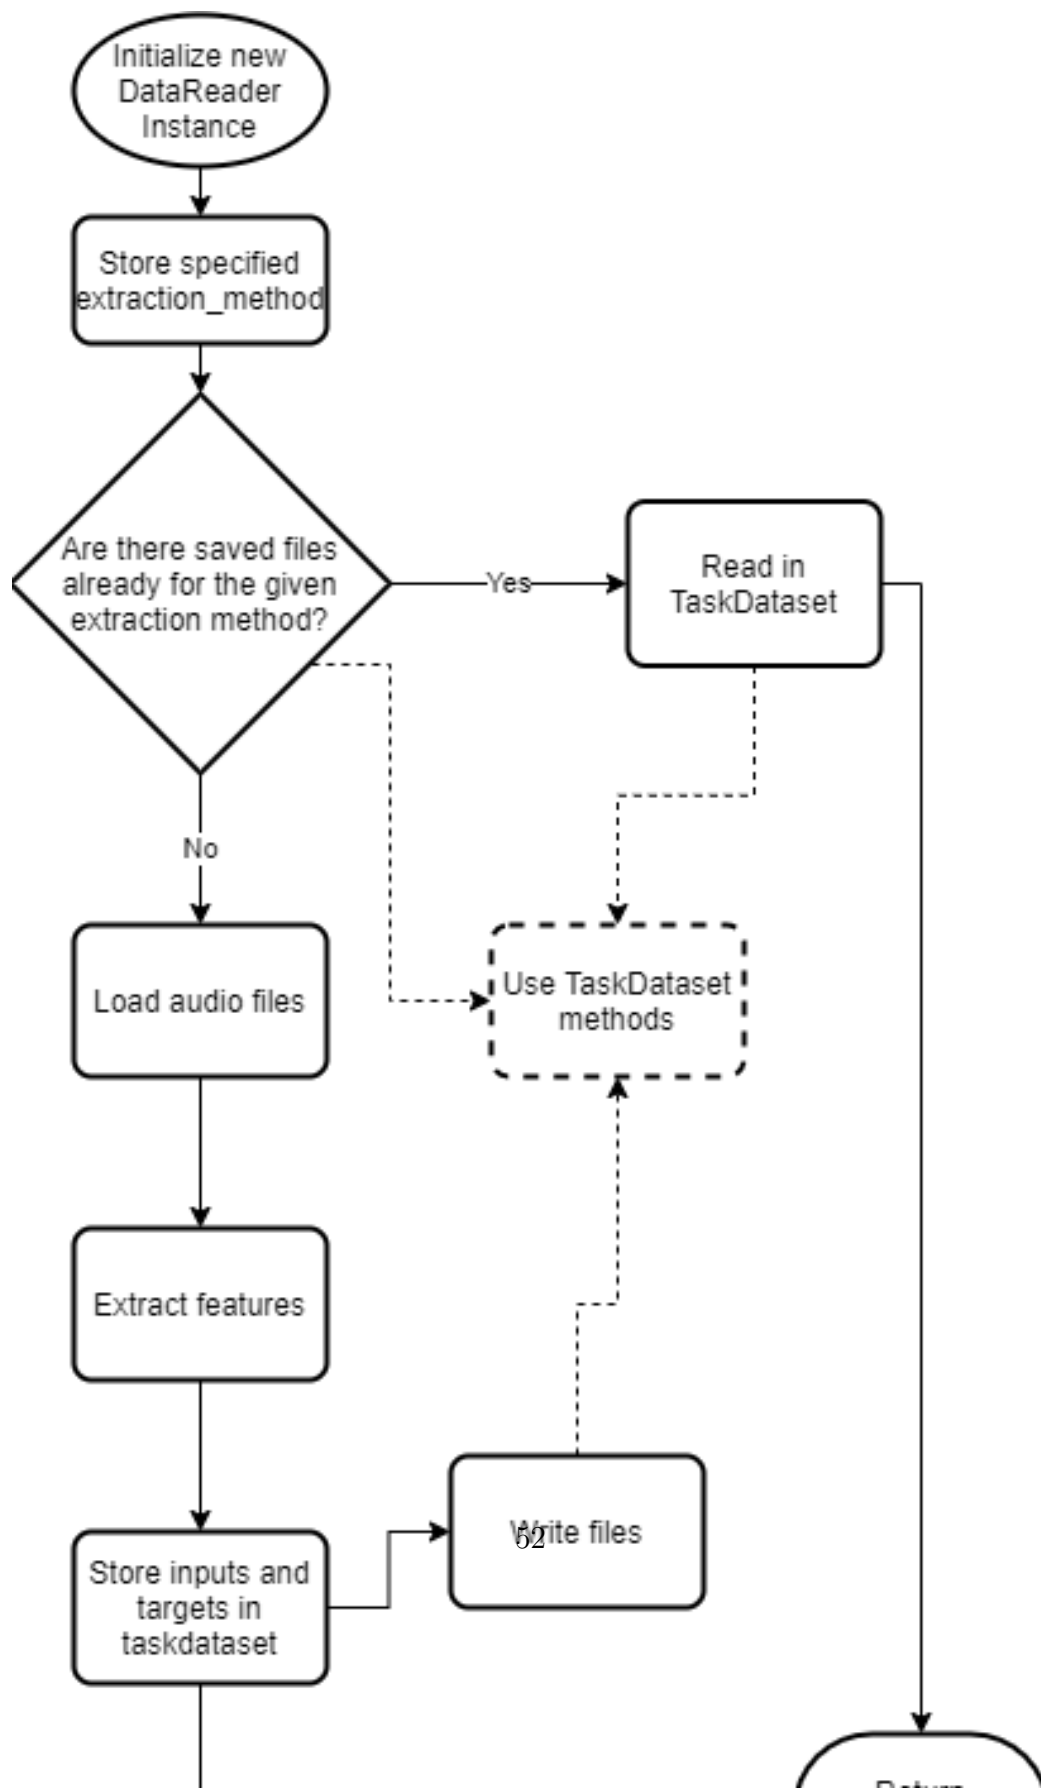 Initialize new
DataReader
Instance
Store specified
extraction_method
Are there saved files
already for the given
extraction method?
Yes
Read in
TaskDataset
No
Load audio files
Use TaskDataset
methods
Extract features
Write files
52
Store inputs and
targets in
taskdataset
Return